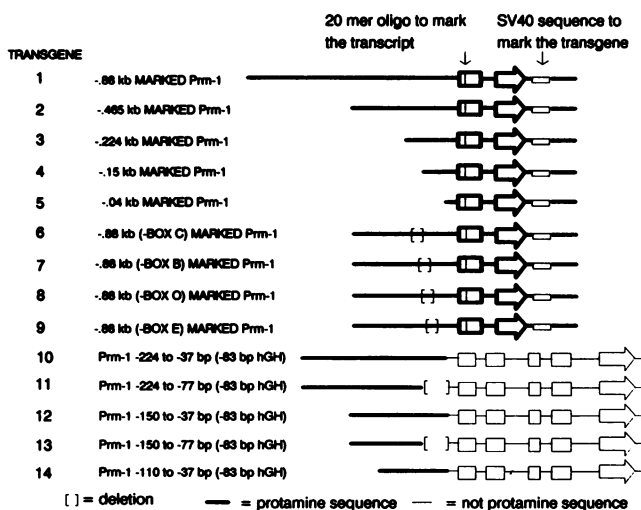 20 mer oligo to mark the transcript
SV40 sequence to mark the transgene
TRANSGENE
1 -.88 kb MARKED Prm-1
2 -.465 kb MARKED Prm-1
3 -.224 kb MARKED Prm-1
4 -.15 kb MARKED Prm-1
5 -.04 kb MARKED Prm-1
6 -.88 kb (-BOX C) MARKED Prm-1
7 -.88 kb (-BOX B) MARKED Prm-1
8 -.88 kb (-BOX O) MARKED Prm-1
9 -.88 kb (-BOX E) MARKED Prm-1
10 Prm-1 -224 to -37 bp (-83 bp hGH)
11 Prm-1 -224 to -77 bp (-83 bp hGH)
12 Prm-1 -150 to -37 bp (-83 bp hGH)
13 Prm-1 -150 to -77 bp (-83 bp hGH)
14 Prm-1 -110 to -37 bp (-83 bp hGH)
[ ] = deletion — = protamine sequence — = not protamine sequence